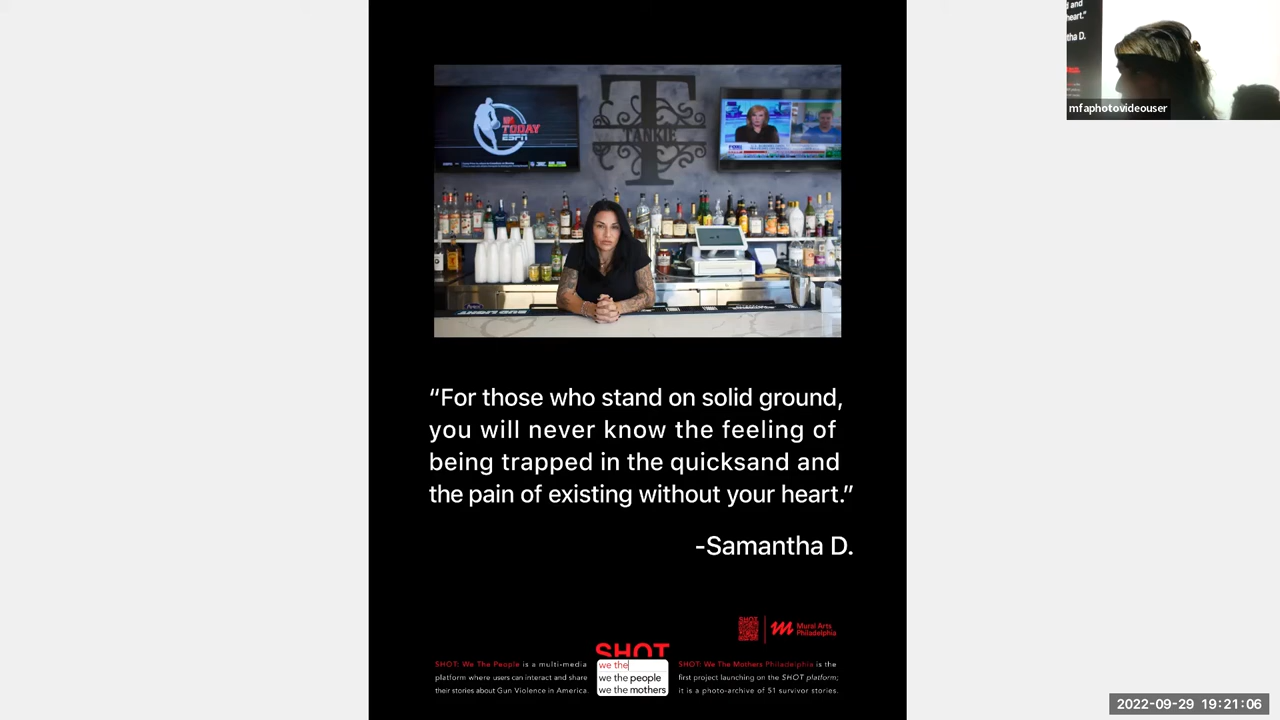 TODAY
ESPN
T
TANKIE
"For those who stand on solid ground,
you will never know the feeling of
being trapped in the quicksand and
the pain of existing without your heart."
-Samantha D.
SHOT
Mural Arts
Philadelphia
SHOT
we the
we the people
we the mothers
SHOT: We The People is a multi-media
platform where users can interact and share
their stories about Gun Violence in America.
SHOT: We The Mothers Philadelphia is the
first project launching on the SHOT platform;
it is a photo-archive of 51 survivor stories.
d and
heart."
tha D.
mfaphotovideouser
2022-09-29 19:21:06